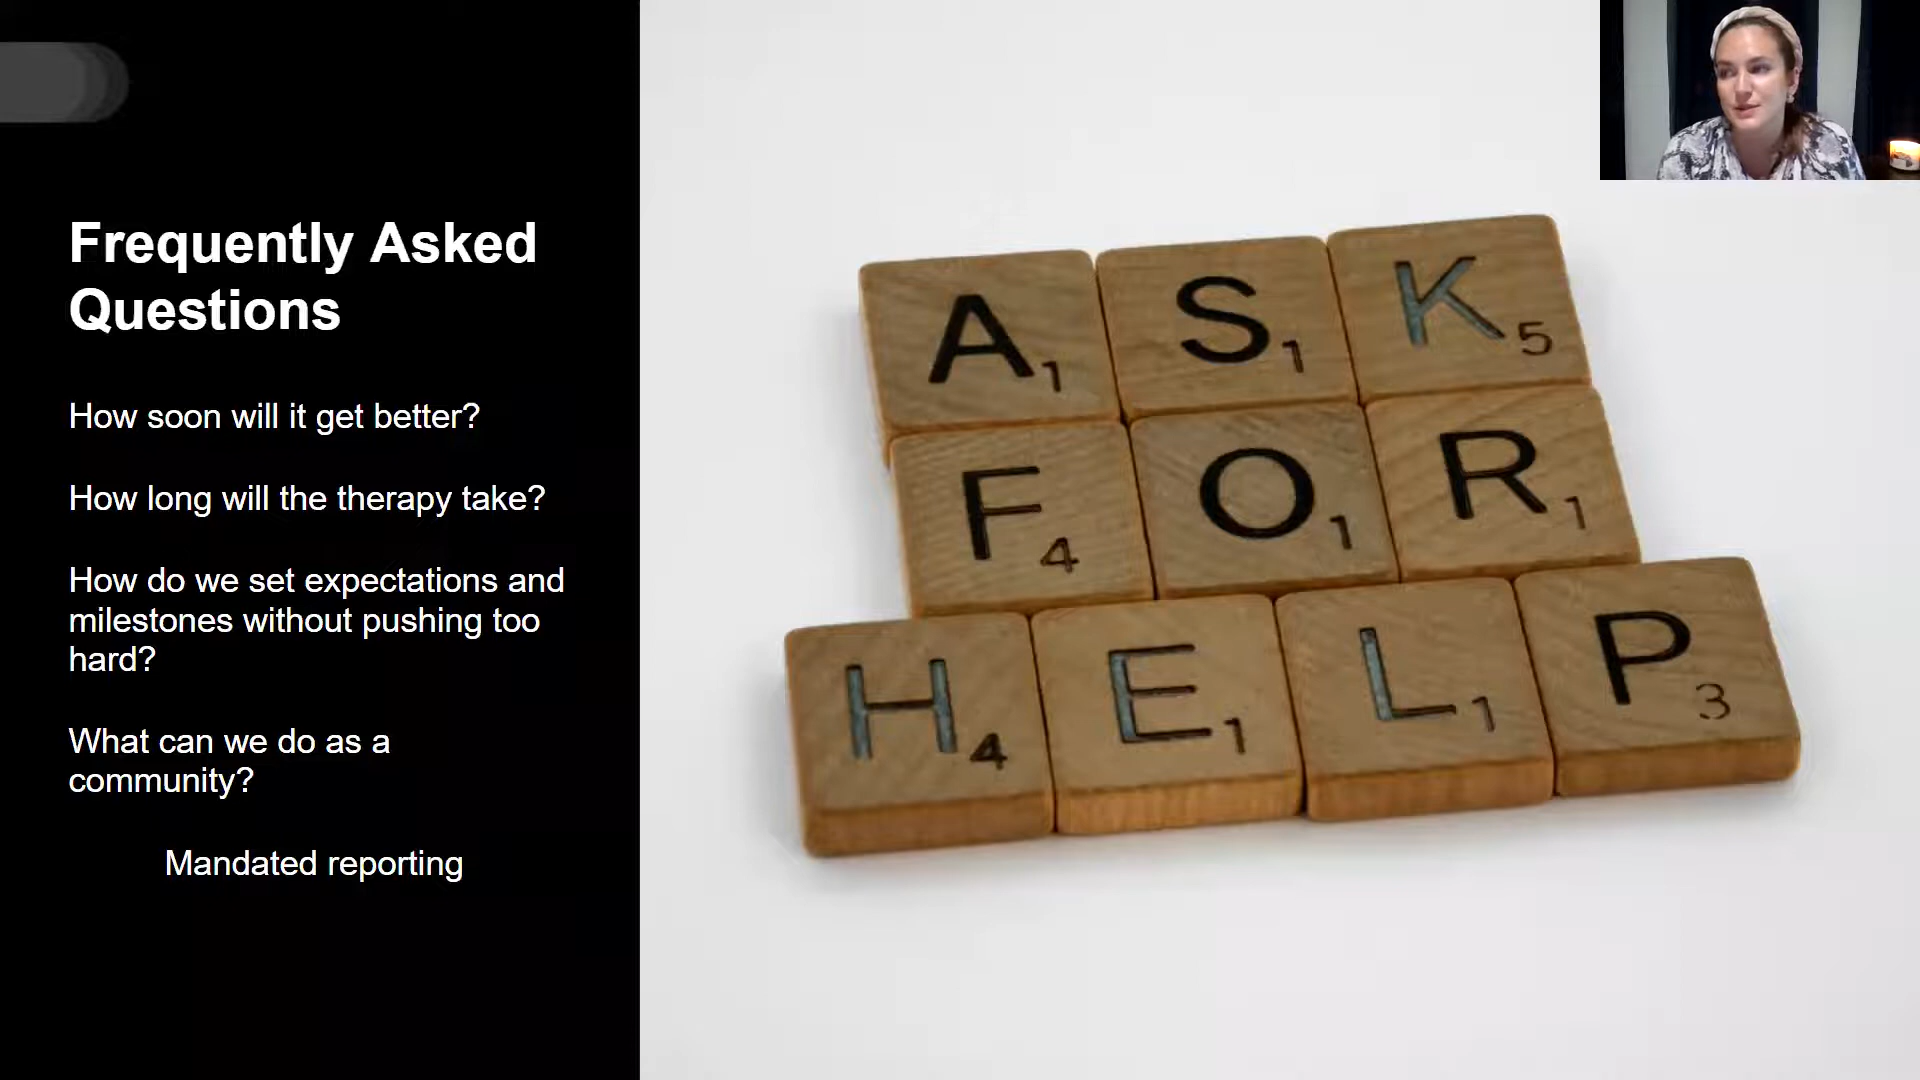 Frequently Asked
Questions
How soon will it get better?
How long will the therapy take?
How do we set expectations and
milestones without pushing too
hard?
What can we do as a
community?
Mandated reporting
A1 S1 K5
F4 O1 R1
H4 E1 L1 P3